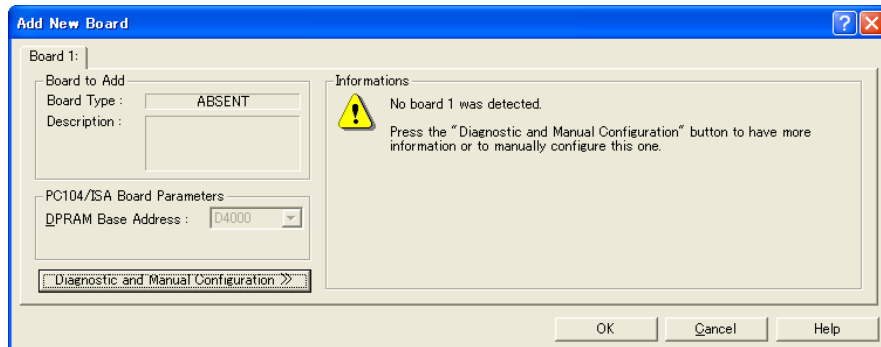 Add New Board
Board 1:
Board to Add
Board Type :
ABSENT
Description :
PC104/ISA Board Parameters
DPRAM Base Address :
D4000
Diagnostic and Manual Configuration >>
Informations
No board 1 was detected.
Press the "Diagnostic and Manual Configuration" button to have more
information or to manually configure this one.
OK
Cancel
Help